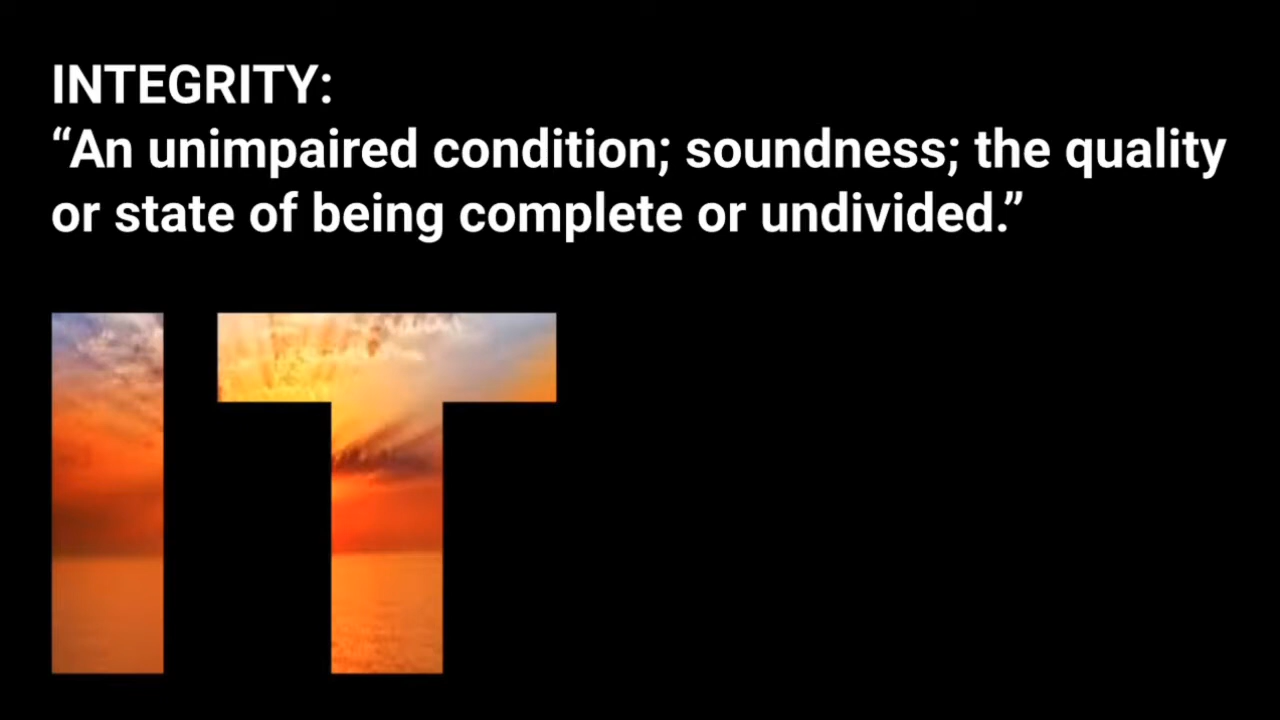 INTEGRITY:
“An unimpaired condition; soundness; the quality
or state of being complete or undivided.”
IT